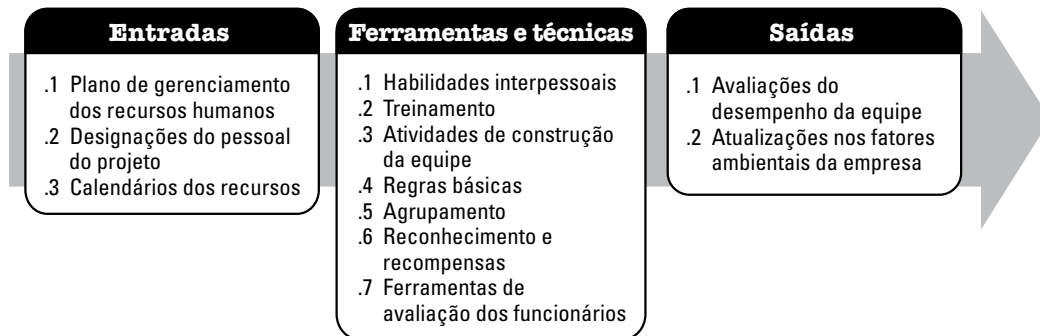 Entradas
.1 Plano de gerenciamento
dos recursos humanos
.2 Designações do pessoal
do projeto
.3 Calendários dos recursos
Ferramentas e técnicas
.1 Habilidades interpessoais
.2 Treinamento
.3 Atividades de construção
da equipe
.4 Regras básicas
.5 Agrupamento
.6 Reconhecimento e
recompensas
.7 Ferramentas de
avaliação dos funcionários
Saídas
.1 Avaliações do
desempenho da equipe
.2 Atualizações nos fatores
ambientais da empresa